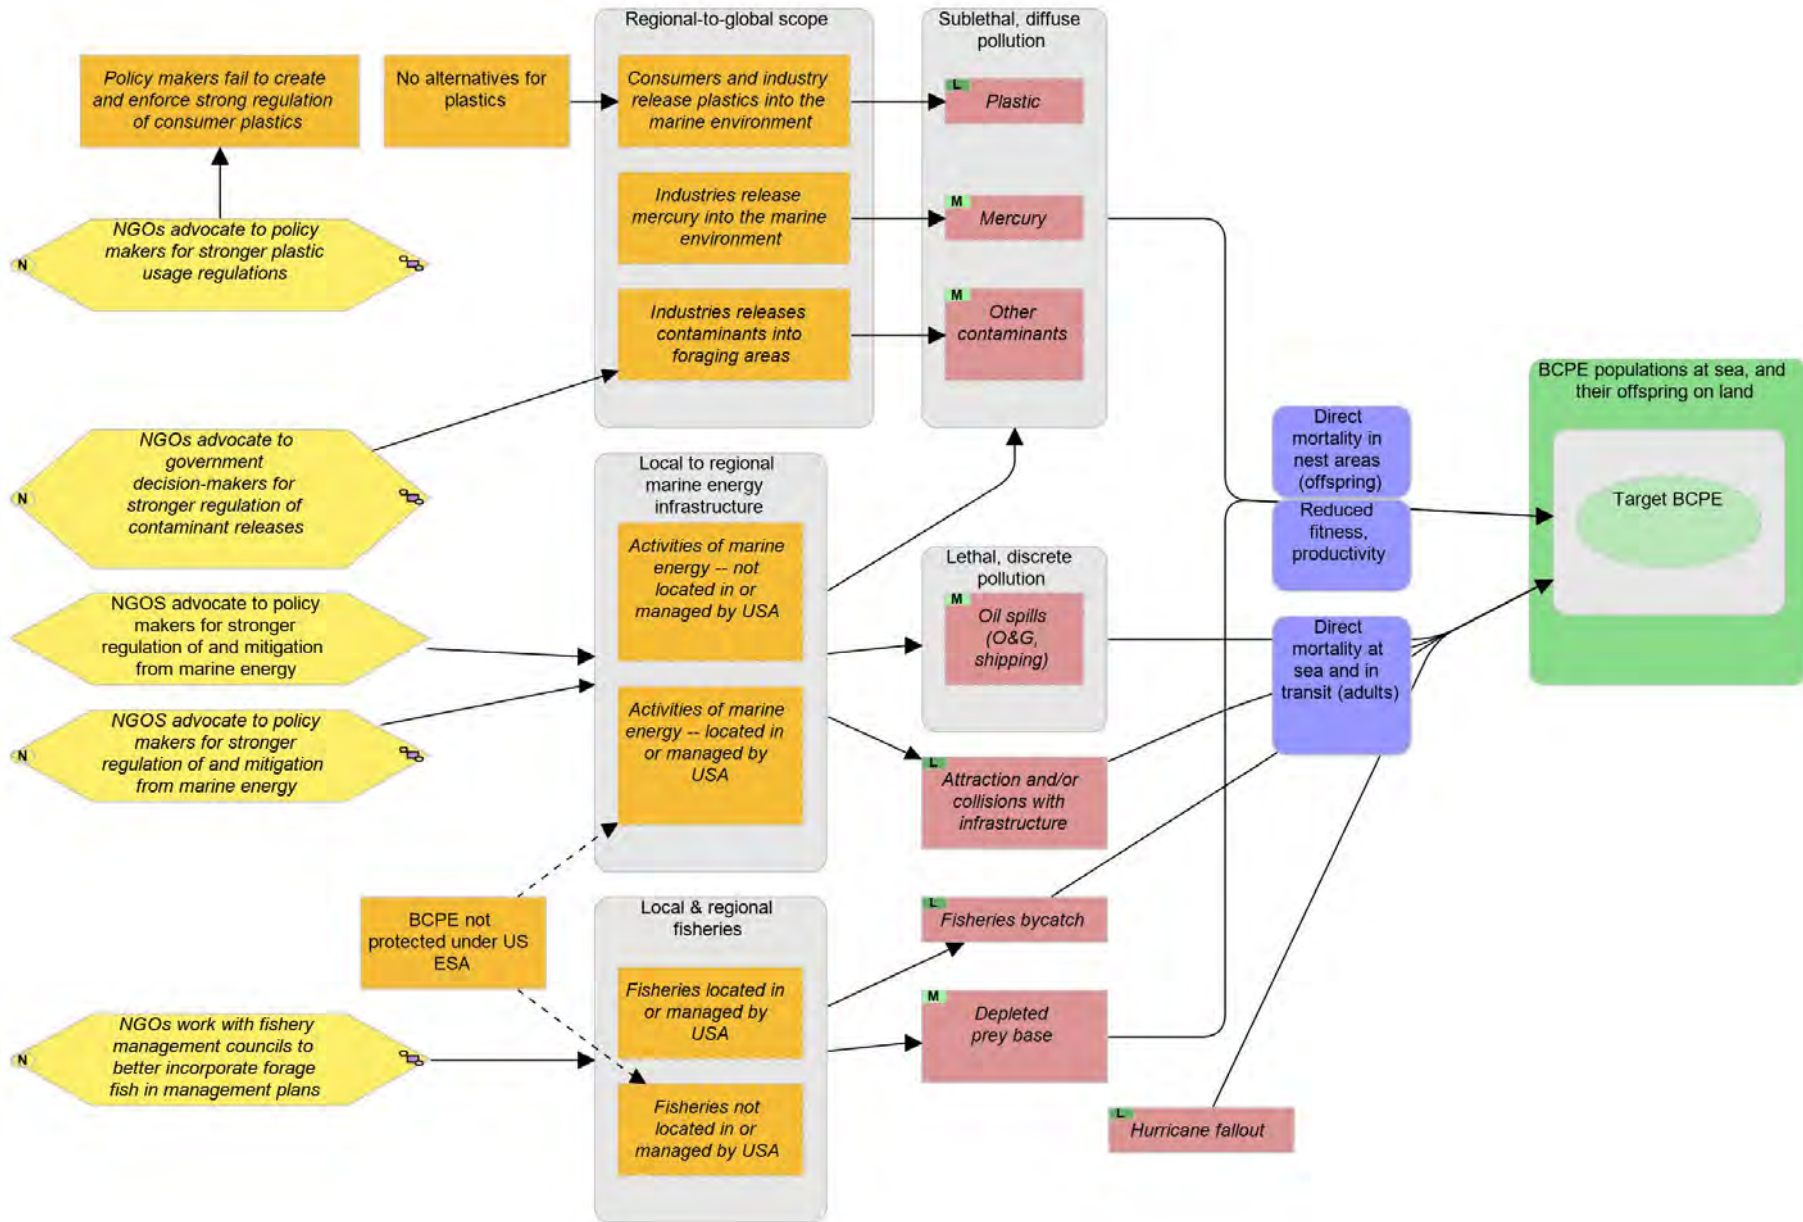 Regional-to-global scope
Sublethal, diffuse
pollution
Policy makers fail to create
and enforce strong regulation
of consumer plastics
No alternatives for
plastics
Consumers and industry
release plastics into the
marine environment
L
Plastic
NGOs advocate to policy
makers for stronger plastic
usage regulations
N
Industries release
mercury into the marine
environment
M
Mercury
Industries releases
contaminants into
foraging areas
M
Other
contaminants
NGOs advocate to
government
decision-makers for
stronger regulation of
contaminant releases
N
Local to regional
marine energy
infrastructure
Activities of marine
energy -- not
located in or
managed by USA
Activities of marine
energy -- located in
or managed by
USA
NGOS advocate to policy
makers for stronger
regulation of and mitigation
from marine energy
NGOS advocate to policy
makers for stronger
regulation of and mitigation
from marine energy
N
Lethal, discrete
pollution
M
Oil spills
(O&G,
shipping)
L
Attraction and/or
collisions with
infrastructure
Direct
mortality in
nest areas
(offspring)
Reduced
fitness,
productivity
Direct
mortality at
sea and in
transit (adults)
BCPE populations at sea, and
their offspring on land
Target BCPE
BCPE not
protected under US
ESA
Local & regional
fisheries
Fisheries located in
or managed by
USA
Fisheries not
located in or
managed by USA
L
Fisheries bycatch
M
Depleted
prey base
NGOs work with fishery
management councils to
better incorporate forage
fish in management plans
N
L
Hurricane fallout